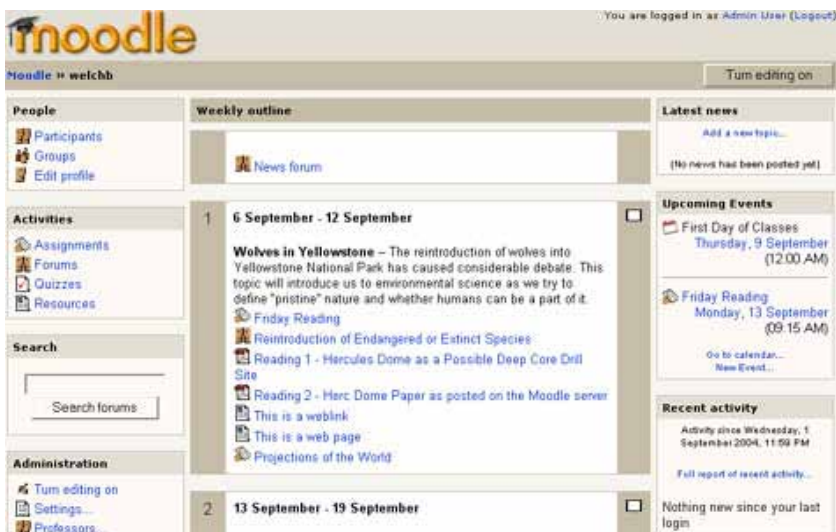 moodle
You are logged in as Admin User (Logout)
Moodle » welchb
Turn editing on
People
Participants
Groups
Edit profile
Activities
Assignments
Forums
Quizzes
Resources
Search
Search forums
Administration
Turn editing on
Settings...
Professors...
Weekly outline
News forum
1
6 September - 12 September
Wolves in Yellowstone – The reintroduction of wolves into
Yellowstone National Park has caused considerable debate. This
topic will introduce us to environmental science as we try to
define "pristine" nature and whether humans can be a part of it.
Friday Reading
Reintroduction of Endangered or Extinct Species
Reading 1 - Hercules Dome as a Possible Deep Core Drill
Site
Reading 2 - Herc Dome Paper as posted on the Moodle server
This is a weblink
This is a web page
Projections of the World
2
13 September - 19 September
Latest news
Add a new topic...
(No news has been posted yet)
Upcoming Events
First Day of Classes
Thursday, 9 September
(12:00 AM)
Friday Reading
Monday, 13 September
(09:15 AM)
Go to calendar...
New Event...
Recent activity
Activity since Wednesday, 1
September 2004, 11:59 PM
Full report of recent activity...
Nothing new since your last
login